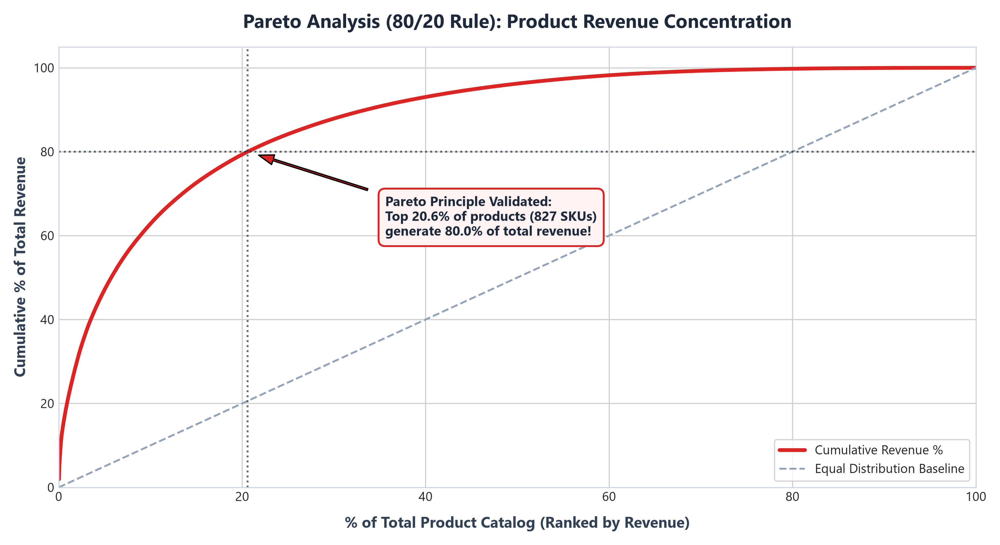 Pareto Analysis (80/20 Rule): Product Revenue Concentration
Cumulative % of Total Revenue
100
80
60
40
20
0
Pareto Principle Validated:
Top 20.6% of products (827 SKUs)
generate 80.0% of total revenue!
Cumulative Revenue %
Equal Distribution Baseline
0
20
40
60
80
100
% of Total Product Catalog (Ranked by Revenue)